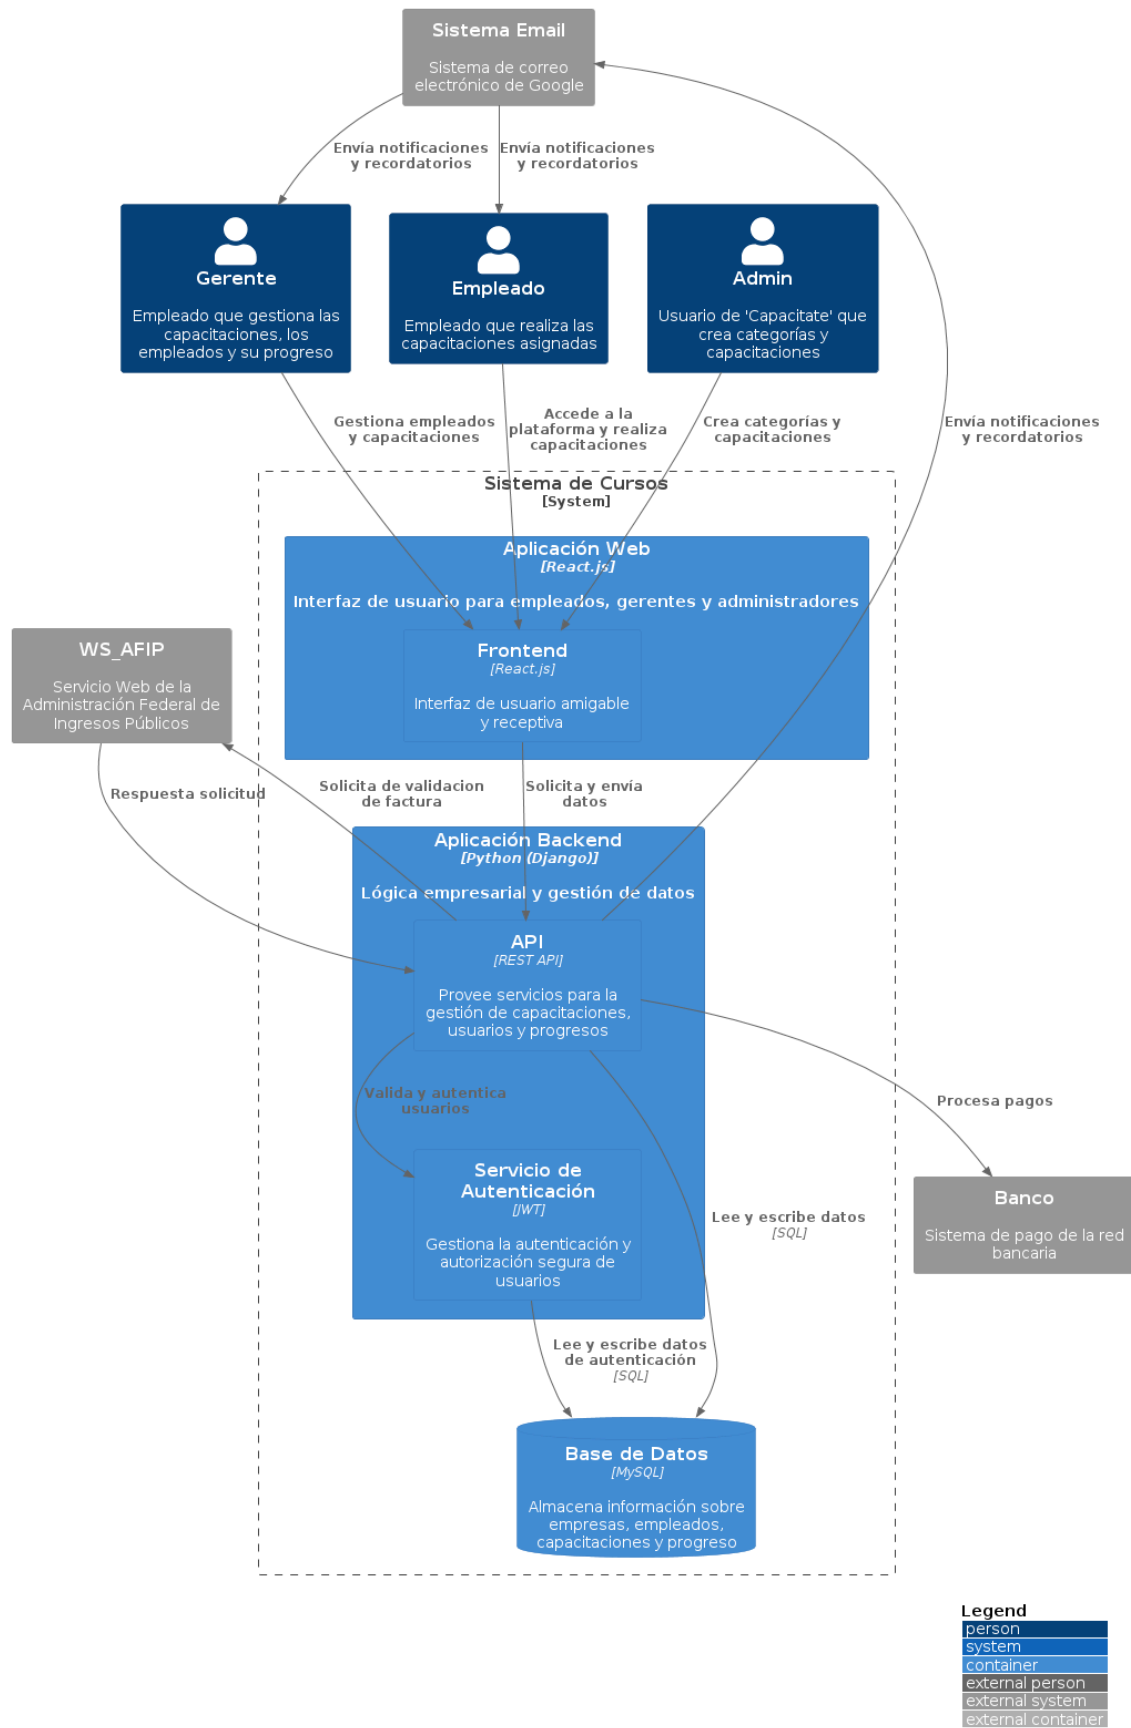 Sistema Email
Sistema de correo
electrónico de Google
Envía notificaciones
y recordatorios
Envía notificaciones
y recordatorios
Gerente
Empleado que gestiona las
capacitaciones, los
empleados y su progreso
Empleado
Empleado que realiza las
capacitaciones asignadas
Admin
Usuario de 'Capacitate' que
crea categorías y
capacitaciones
Gestiona empleados
y capacitaciones
Accede a la
plataforma y realiza
capacitaciones
Crea categorías y
capacitaciones
Envía notificaciones
y recordatorios
Sistema de Cursos
[System]
Aplicación Web
[React.js]
Interfaz de usuario para empleados, gerentes y administradores
Frontend
[React.js]
Interfaz de usuario amigable
y receptiva
WS_AFIP
Servicio Web de la
Administración Federal de
Ingresos Públicos
Respuesta solicitud
Solicita de validacion
de factura
Solicita y envía
datos
Aplicación Backend
[Python (Django)]
Lógica empresarial y gestión de datos
API
[REST API]
Provee servicios para la
gestión de capacitaciones,
usuarios y progresos
Valida y autentica
usuarios
Procesa pagos
Servicio de
Autenticación
[JWT]
Gestiona la autenticación y
autorización segura de
usuarios
Lee y escribe datos
[SQL]
Banco
Sistema de pago de la red
bancaria
Lee y escribe datos
de autenticación
[SQL]
Base de Datos
[MySQL]
Almacena información sobre
empresas, empleados,
capacitaciones y progreso
Legend
person
system
container
external person
external system
external container